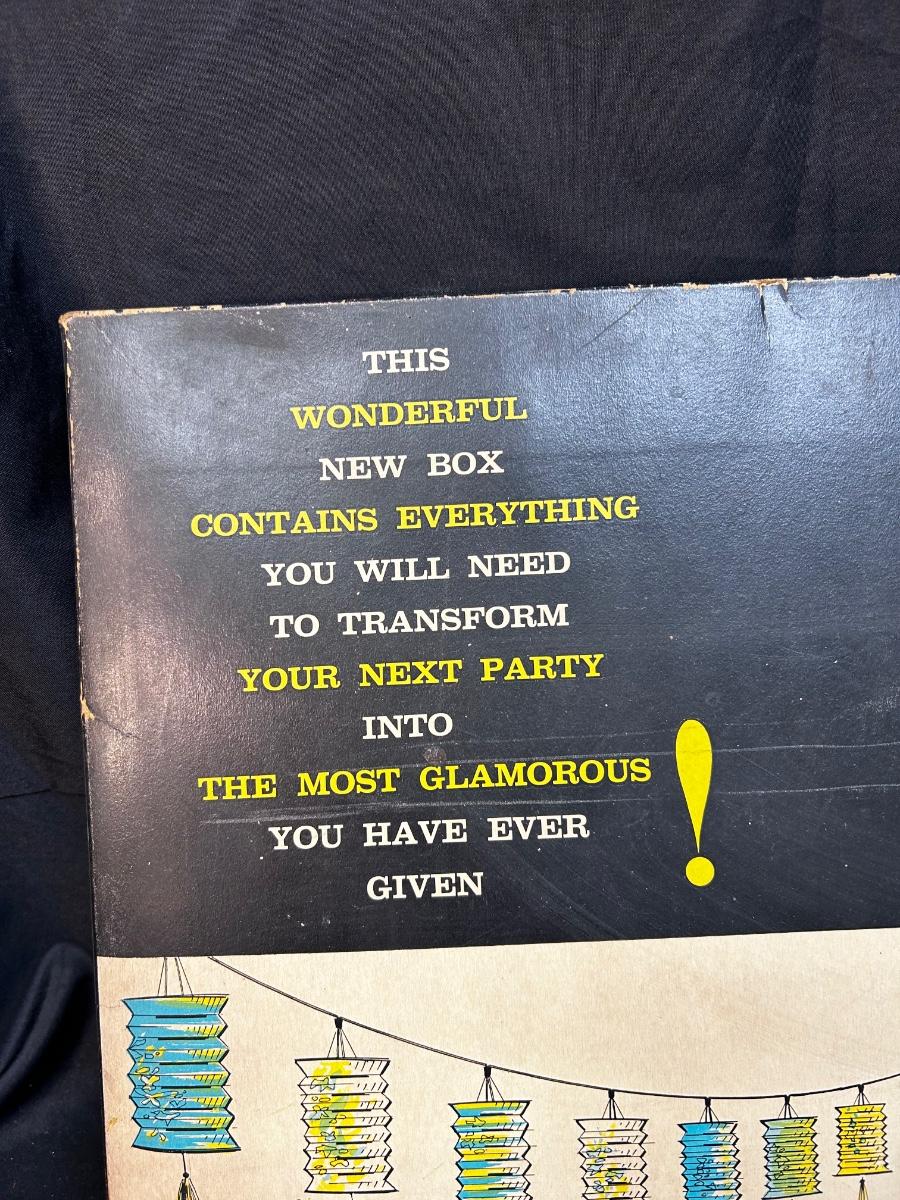 THIS
WONDERFUL
NEW BOX
CONTAINS EVERYTHING
YOU WILL NEED
TO TRANSFORM
YOUR NEXT PARTY
INTO
THE MOST GLAMOROUS
YOU HAVE EVER
GIVEN !